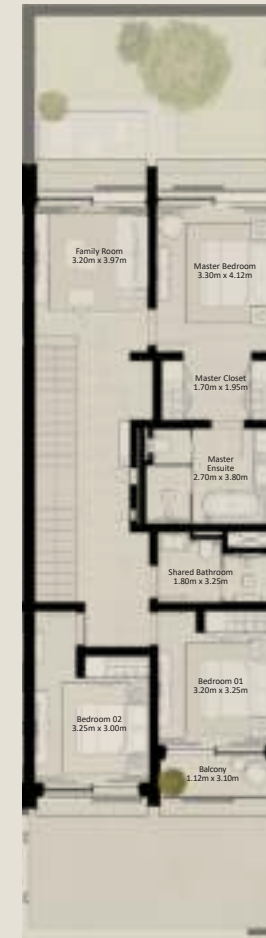 Family Room
3.20m x 3.97m
Master Bedroom
3.30m x 4.12m
Master Closet
1.70m x 1.95m
Master
Ensuite
2.70m x 3.80m
Shared Bathroom
1.80m x 3.25m
Bedroom 01
3.20m x 3.25m
Bedroom 02
3.25m x 3.00m
Balcony
1.12m x 3.10m